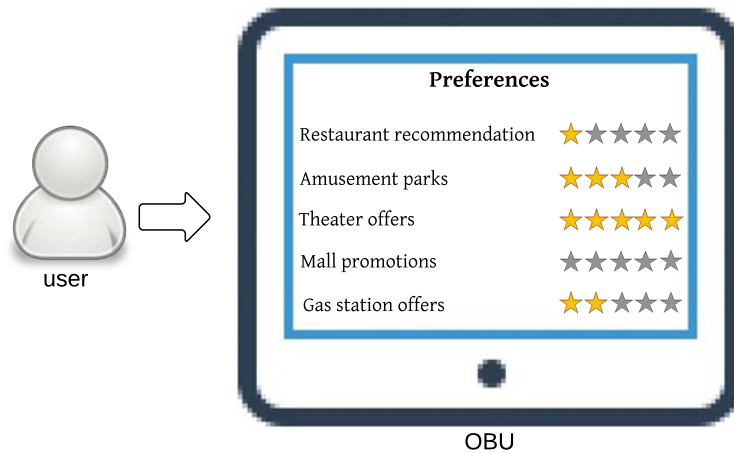 Preferences
Restaurant recommendation
Amusement parks
Theater offers
Mall promotions
Gas station offers
user
OBU